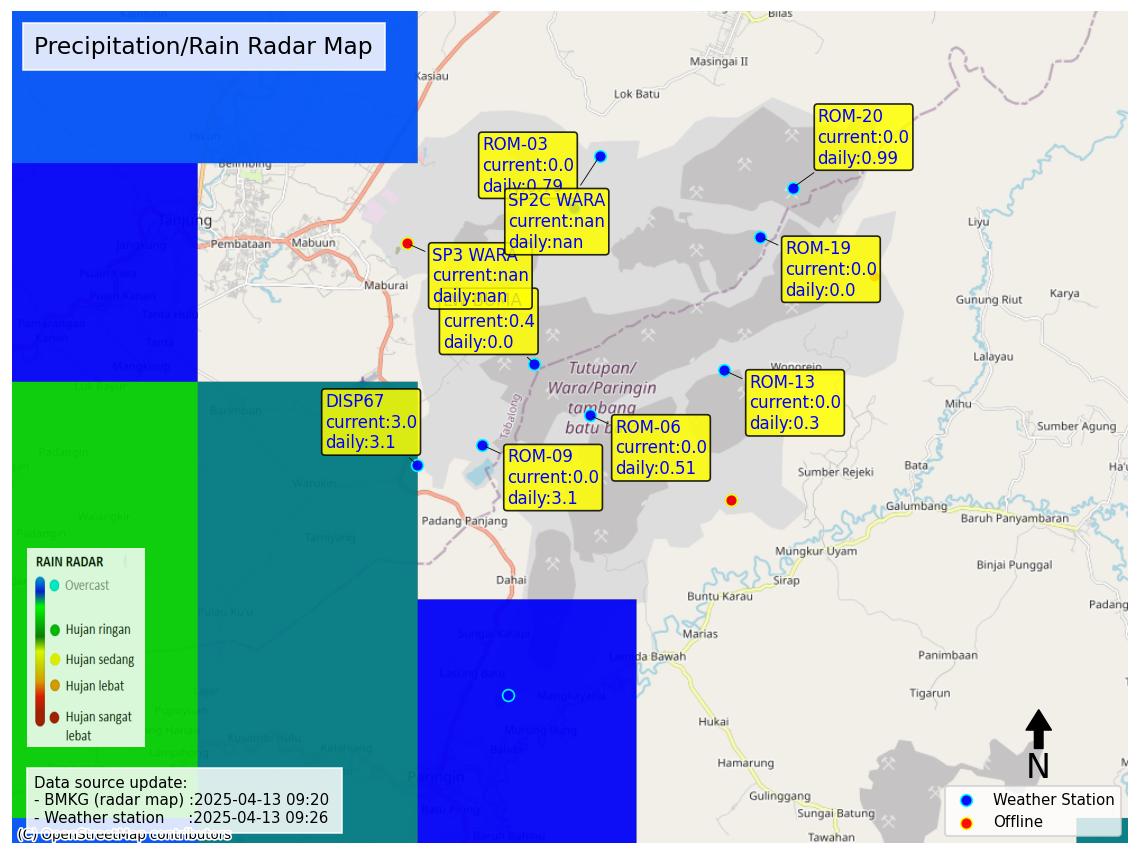 Precipitation/Rain Radar Map
Bilas
Masingai II
Kasiau
Lok Batu
ROM-20
current:0.0
daily:0.99
ROM-03
current:0.0
daily:0.79
SP2C WARA
current:nan
daily:nan
Belimbing
Tanjung
Pembataan
Mabuun
Maburai
Liyu
ROM-19
current:0.0
daily:0.0
SP3 WARA
current:nan
daily:nan
current:0.4
daily:0.0
Gunung Riut
Karya
Lalayau
Wonorejo
Tutupan/
Wara/Paringin
tambang
batu b
Tabalong
ROM-13
current:0.0
daily:0.3
DISP67
current:3.0
daily:3.1
ROM-06
current:0.0
daily:0.51
ROM-09
current:0.0
daily:3.1
Mihu
Sumber Agung
Bata
Sumber Rejeki
Galumbang
Baruh Panyambaran
Padang Panjang
Mungkur Uyam
Binjai Punggal
Dahai
Sirap
Buntu Karau
Padang
Marias
Lamida Bawah
Panimbaan
Tigarun
Hukai
Hamarung
Gulinggang
Sungai Batung
Tawahan
Paringin
RAIN RADAR
Overcast
Hujan ringan
Hujan sedang
Hujan lebat
Hujan sangat
lebat
Data source update:
- BMKG (radar map) :2025-04-13 09:20
- Weather station :2025-04-13 09:26
(C) OpenStreetMap contributors
N
Weather Station
Offline